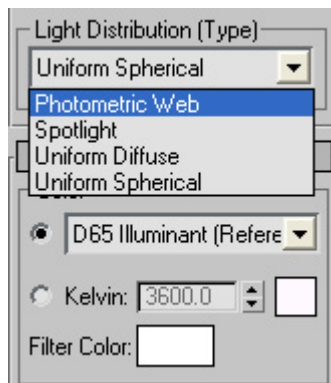 Light Distribution (Type)
Uniform Spherical
Photometric Web
Spotlight
Uniform Diffuse
Uniform Spherical
Color
D65 Illuminant (Refere
Kelvin: 3600.0
Filter Color: